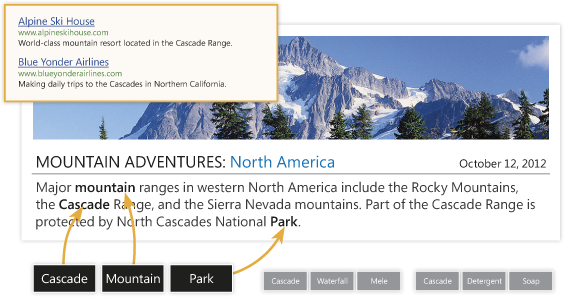 Alpine Ski House
www.alpineskihouse.com
World-class mountain resort located in the Cascade Range.
Blue Yonder Airlines
www.blueyonderairlines.com
Making daily trips to the Cascades in Northern California.
MOUNTAIN ADVENTURES: North America
October 12, 2012
Major mountain ranges in western North America include the Rocky Mountains,
the Cascade Range, and the Sierra Nevada mountains. Part of the Cascade Range is
protected by North Cascades National Park.
Cascade Mountain Park
Cascade Waterfall Mele
Cascade Detergent Soap